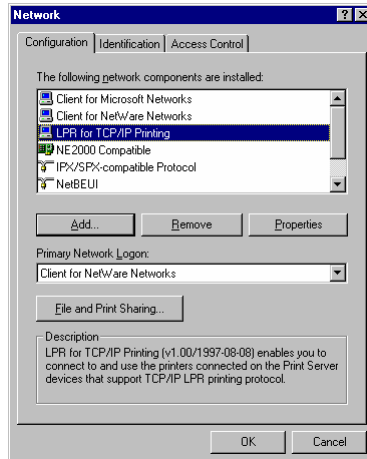 Network
Configuration Identification Access Control
The following network components are installed:
Client for Microsoft Networks
Client for NetWare Networks
LPR for TCP/IP Printing
NE2000 Compatible
IPX/SPX-compatible Protocol
NetBEUI
Add... Remove Properties
Primary Network Logon:
Client for NetWare Networks
File and Print Sharing...
Description
LPR for TCP/IP Printing (v1.00/1997-08-08) enables you to
connect to and use the printers connected on the Print Server
devices that support TCP/IP LPR printing protocol.
OK Cancel